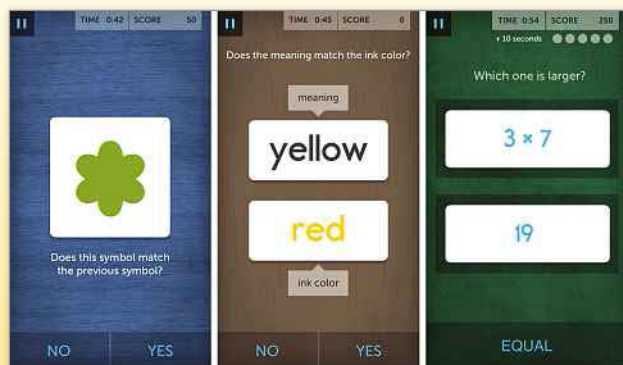 TIME 0:42 SCORE 50
Does this symbol match
the previous symbol?
NO YES
TIME 0:45 SCORE 0
Does the meaning match the ink color?
meaning
yellow
red
ink color
NO YES
TIME 0:54 SCORE 250
+ 10 seconds
Which one is larger?
3 × 7
19
EQUAL